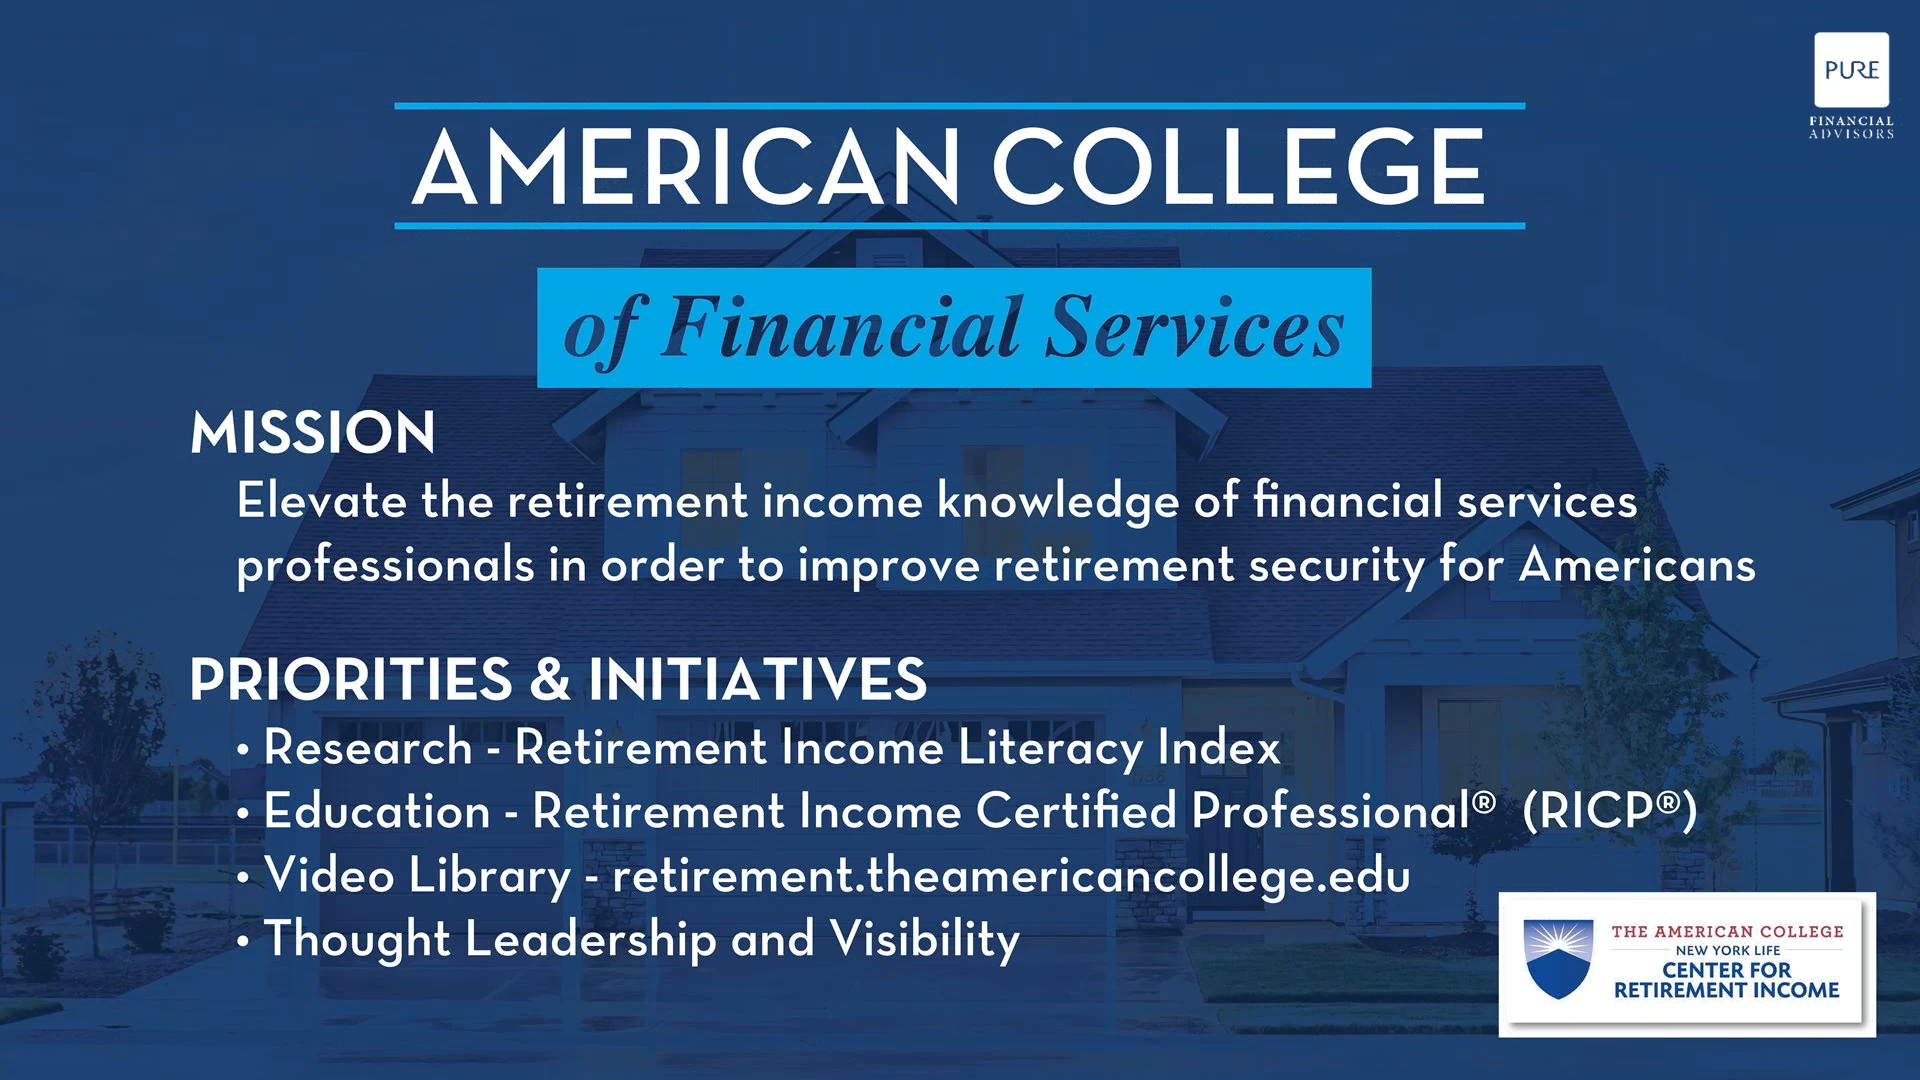 PURE
FINANCIAL
ADVISORS
AMERICAN COLLEGE
of Financial Services
MISSION
Elevate the retirement income knowledge of financial services
professionals in order to improve retirement security for Americans
PRIORITIES & INITIATIVES
• Research - Retirement Income Literacy Index
• Education - Retirement Income Certified Professional® (RICP®)
• Video Library - retirement.theamericancollege.edu
• Thought Leadership and Visibility
THE AMERICAN COLLEGE
NEW YORK LIFE
CENTER FOR
RETIREMENT INCOME